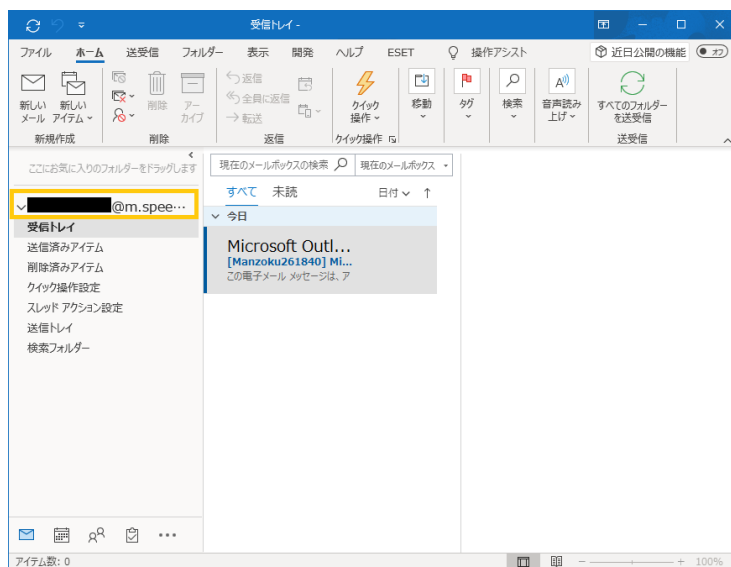 受信トレイ -
ファイル ホーム 送受信 フォルダー 表示 開発 ヘルプ ESET 操作アシスト 近日公開の機能 オフ
新しい メール
新しい アイテム
削除
アーカイブ
返信
全員に返信
転送
クイック 操作
移動
タグ
検索
音声読み 上げ
すべてのフォルダー を送受信
新規作成 削除 返信 クイック操作 送受信
ここにお気に入りのフォルダーをドラッグします
@m.spee…
受信トレイ
送信済みアイテム
削除済みアイテム
クイック操作設定
スレッド アクション設定
送信トレイ
検索フォルダー
現在のメールボックスの検索 現在のメールボックス
すべて 未読 日付
今日
Microsoft Outl...
[Manzoku261840] Mi...
この電子メール メッセージは、ア
アイテム数: 0
100%